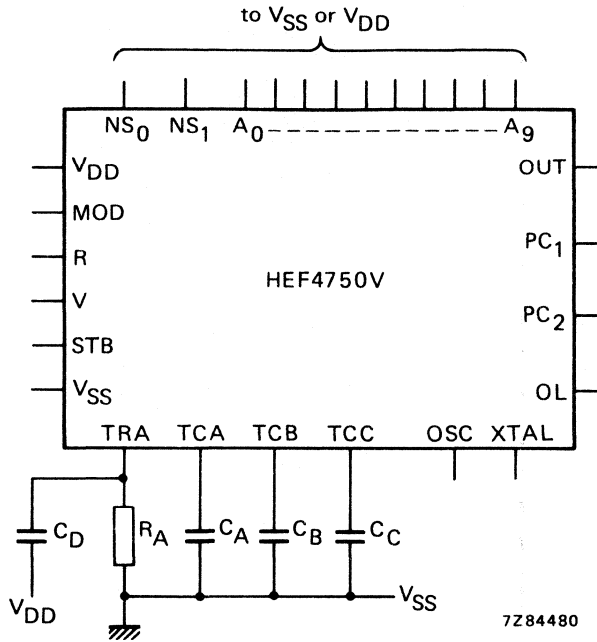 to VSS or VDD
NS0 NS1 A0 A9
VDD OUT
MOD
R PC1
V HEF4750V
PC2
STB
VSS OL
TRA TCA TCB TCC OSC XTAL
CD RA CA CB CC
VDD VSS
7Z84480